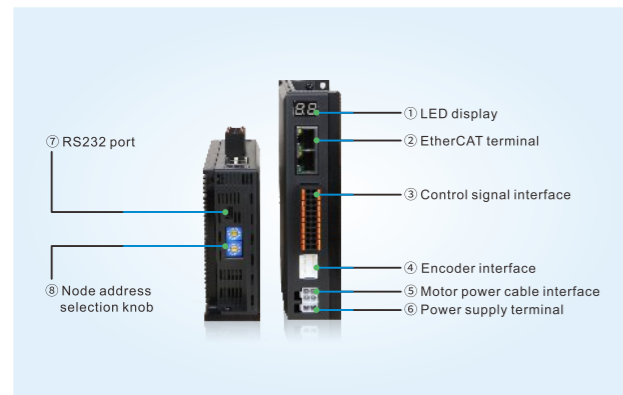 ① LED display
② EtherCAT terminal
③ Control signal interface
④ Encoder interface
⑤ Motor power cable interface
⑥ Power supply terminal
⑦ RS232 port
⑧ Node address
selection knob